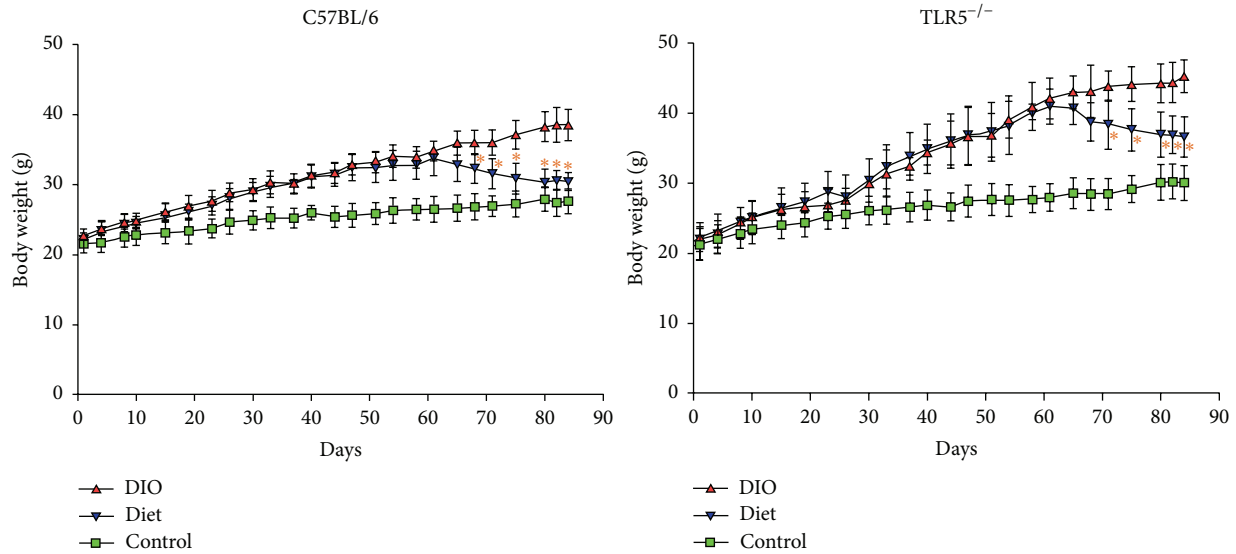 C57BL/6
50
40
30
20
10
0
Body weight (g)
* * * ***
0 10 20 30 40 50 60 70 80 90
Days
DIO
Diet
Control
TLR5−/−
50
40
30
20
10
0
Body weight (g)
* * ***
0 10 20 30 40 50 60 70 80 90
Days
DIO
Diet
Control